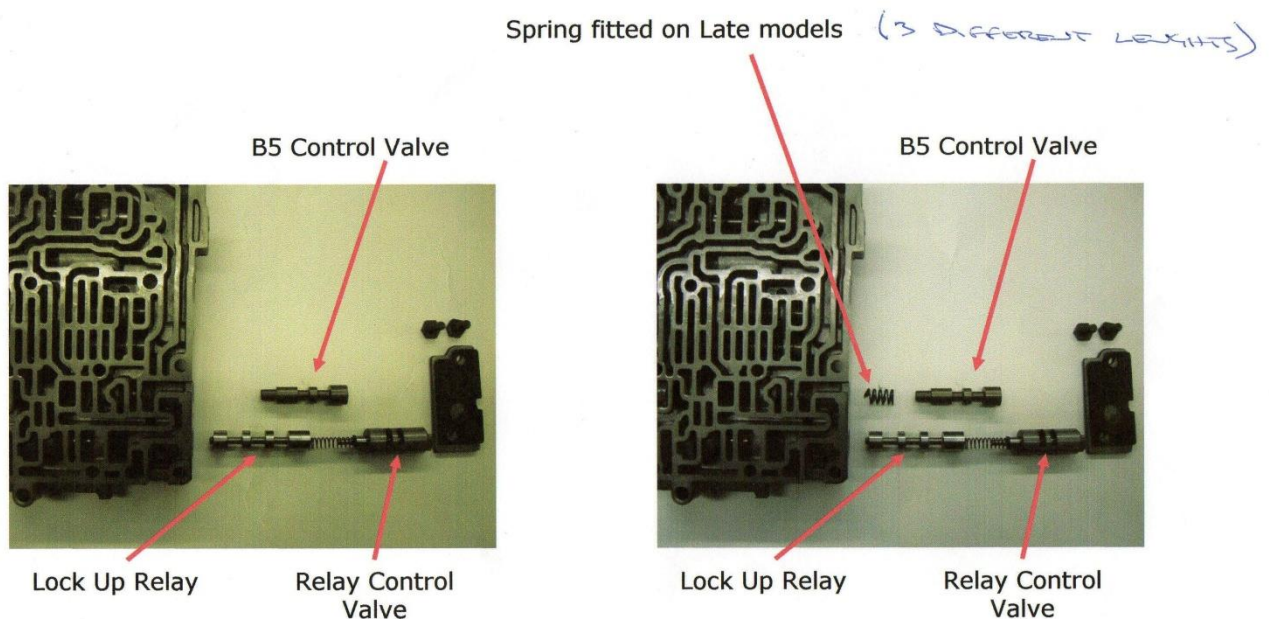 Spring fitted on Late models (3 DIFFERENT LENGHTS)
B5 Control Valve
B5 Control Valve
Lock Up Relay
Relay Control
Valve
Lock Up Relay
Relay Control
Valve